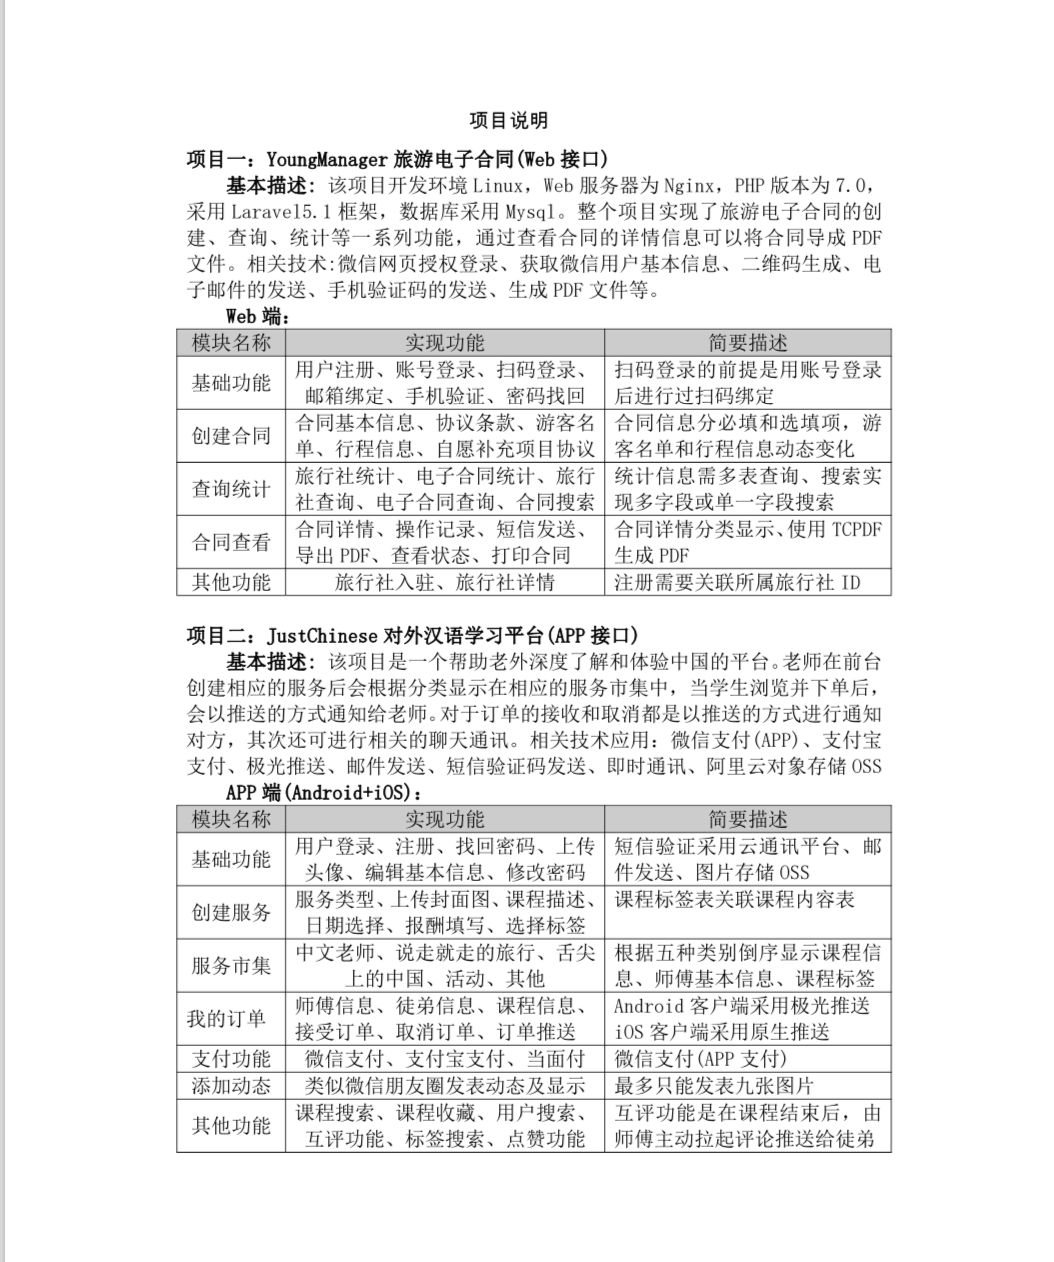 项目说明
项目一：YoungManager 旅游电子合同(Web 接口)
基本描述：该项目开发环境 Linux，Web 服务器为 Nginx，PHP 版本为 7.0，
采用 Laravel5.1 框架，数据库采用 Mysql。整个项目实现了旅游电子合同的创
建、查询、统计等一系列功能，通过查看合同的详情信息可以将合同导成 PDF
文件。相关技术:微信网页授权登录、获取微信用户基本信息、二维码生成、电
子邮件的发送、手机验证码的发送、生成 PDF 文件等。
Web 端：
模块名称 实现功能 简要描述
基础功能 用户注册、账号登录、扫码登录、 扫码登录的前提是用账号登录
邮箱绑定、手机验证、密码找回 后进行过扫码绑定
创建合同 合同基本信息、协议条款、游客名 合同信息分必填和选填项，游
单、行程信息、自愿补充项目协议 客名单和行程信息动态变化
查询统计 旅行社统计、电子合同统计、旅行 统计信息需多表查询、搜索实
社查询、电子合同查询、合同搜索 现多字段或单一字段搜索
合同查看 合同详情、操作记录、短信发送、 合同详情分类显示、使用 TCPDF
导出 PDF、查看状态、打印合同 生成 PDF
其他功能 旅行社入驻、旅行社详情 注册需要关联所属旅行社 ID
项目二：JustChinese 对外汉语学习平台(APP 接口)
基本描述：该项目是一个帮助老外深度了解和体验中国的平台。老师在前台
创建相应的服务后会根据分类显示在相应的服务市集中，当学生浏览并下单后，
会以推送的方式通知给老师。对于订单的接收和取消都是以推送的方式进行通知
对方，其次还可进行相关的聊天通讯。相关技术应用：微信支付(APP)、支付宝
支付、极光推送、邮件发送、短信验证码发送、即时通讯、阿里云对象存储 OSS
APP 端(Android+iOS)：
模块名称 实现功能 简要描述
基础功能 用户登录、注册、找回密码、上传 短信验证采用云通讯平台、邮
头像、编辑基本信息、修改密码 件发送、图片存储 OSS
创建服务 服务类型、上传封面图、课程描述、 课程标签表关联课程内容表
日期选择、报酬填写、选择标签
服务市集 中文老师、说走就走的旅行、舌尖 根据五种类别倒序显示课程信
上的中国、活动、其他 息、师傅基本信息、课程标签
我的订单 师傅信息、徒弟信息、课程信息、 Android 客户端采用极光推送
接受订单、取消订单、订单推送 iOS 客户端采用原生推送
支付功能 微信支付、支付宝支付、当面付 微信支付(APP 支付)
添加动态 类似微信朋友圈发表动态及显示 最多只能发表九张图片
其他功能 课程搜索、课程收藏、用户搜索、 互评功能是在课程结束后，由
互评功能、标签搜索、点赞功能 师傅主动拉起评论推送给徒弟